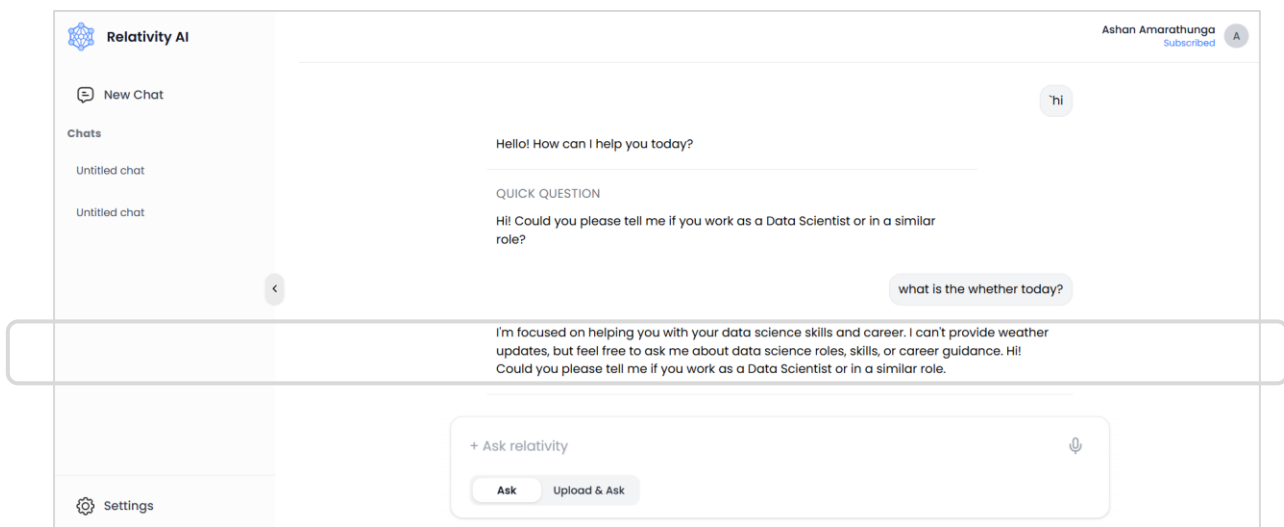 Relativity AI
Ashan Amarathunga
Subscribed
A
New Chat
Chats
Untitled chat
Untitled chat
`hi
Hello! How can I help you today?
QUICK QUESTION
Hi! Could you please tell me if you work as a Data Scientist or in a similar
role?
what is the whether today?
I'm focused on helping you with your data science skills and career. I can't provide weather
updates, but feel free to ask me about data science roles, skills, or career guidance. Hi!
Could you please tell me if you work as a Data Scientist or in a similar role.
+ Ask relativity
Ask
Upload & Ask
Settings